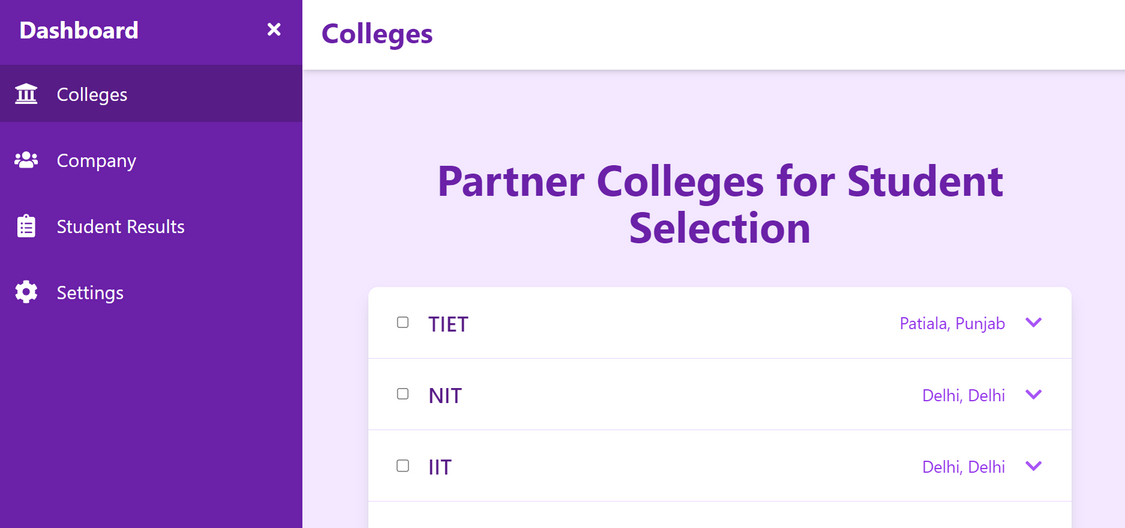 Dashboard
Colleges
Company
Student Results
Settings
Colleges
Partner Colleges for Student
Selection
TIET Patiala, Punjab
NIT Delhi, Delhi
IIT Delhi, Delhi